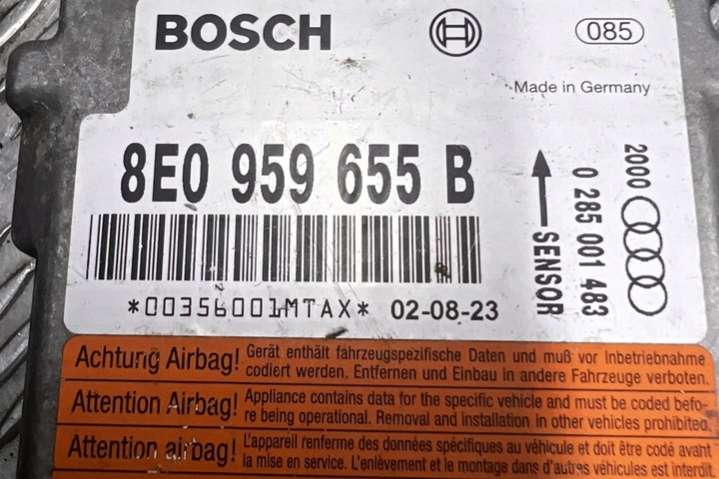 BOSCH
085
Made in Germany
8E0 959 655 B
*00356001MTAX* 02-08-23
SENSOR
0 285 001 483
2000
Achtung Airbag! Gerät enthält fahrzeugspezifische Daten und muß vor Inbetriebnahme
codiert werden. Entfernen und Einbau in andere Fahrzeuge verboten.
Attention Airbag! Appliance contains data for the specific vehicle and must be coded befo-
re being operational. Removal and installation in other vehicles prohibited.
Attention airbag! L'appareil renferme des données spécifiques au véhicule et doit être codé avant
la mise en service. L'enlèvement et le montage dans d'autres véhicules est interdit.